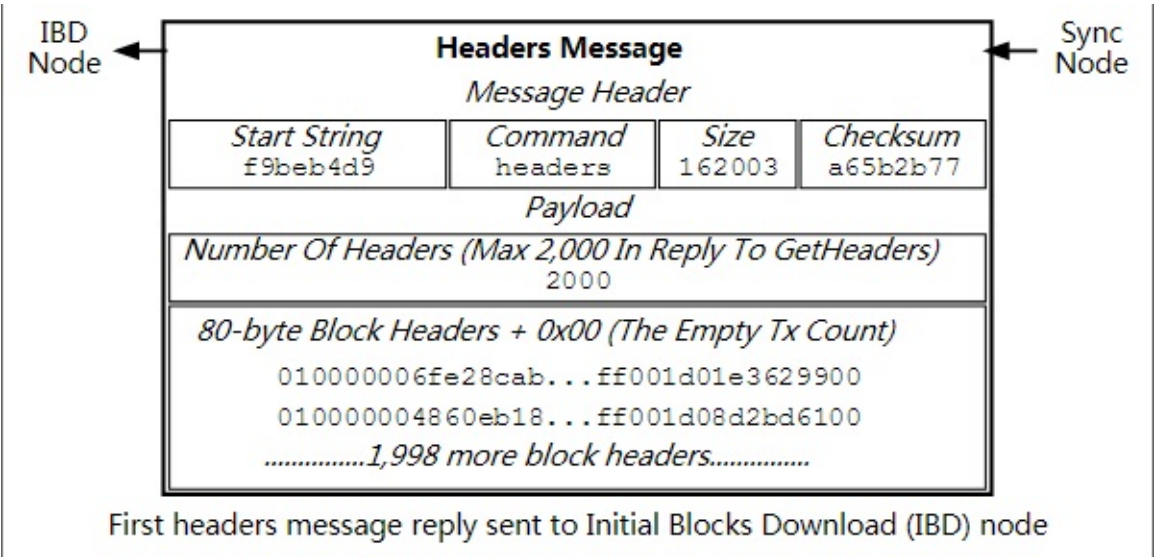 IBD Node
Sync Node
Headers Message
Message Header
Start String Command Size Checksum
f9beb4d9 headers 162003 a65b2b77
Payload
Number Of Headers (Max 2,000 In Reply To GetHeaders)
2000
80-byte Block Headers + 0x00 (The Empty Tx Count)
010000006fe28cab...ff001d01e3629900
010000004860eb18...ff001d08d2bd6100
...............1,998 more block headers...............
First headers message reply sent to Initial Blocks Download (IBD) node